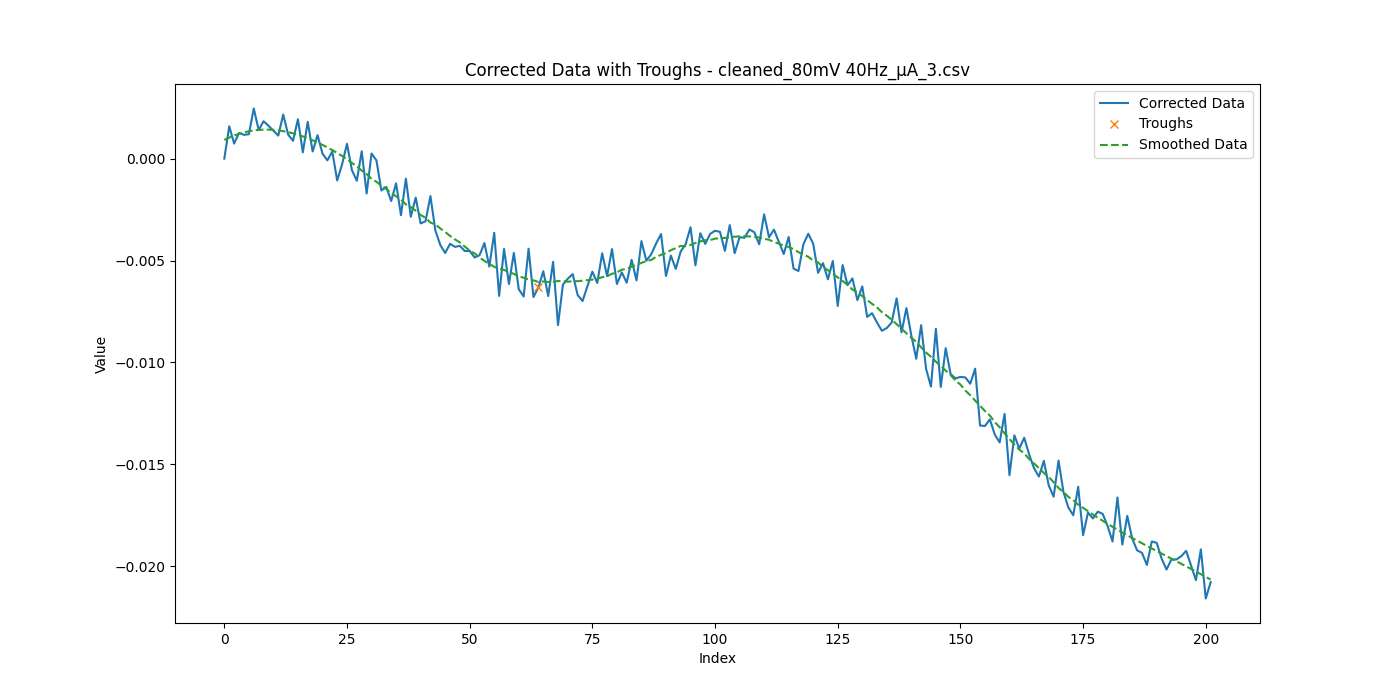 Corrected Data with Troughs - cleaned_80mV 40Hz_μA_3.csv
Corrected Data
Troughs
Smoothed Data
0.000
−0.005
−0.010
−0.015
−0.020
Value
0 25 50 75 100 125 150 175 200
Index